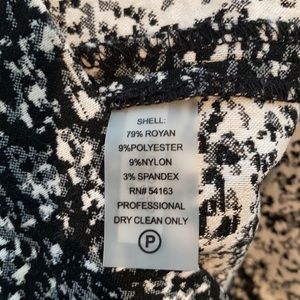 SHELL:
79% ROYAN
9%POLYESTER
9%NYLON
3% SPANDEX
RN# 54163
PROFESSIONAL
DRY CLEAN ONLY
P